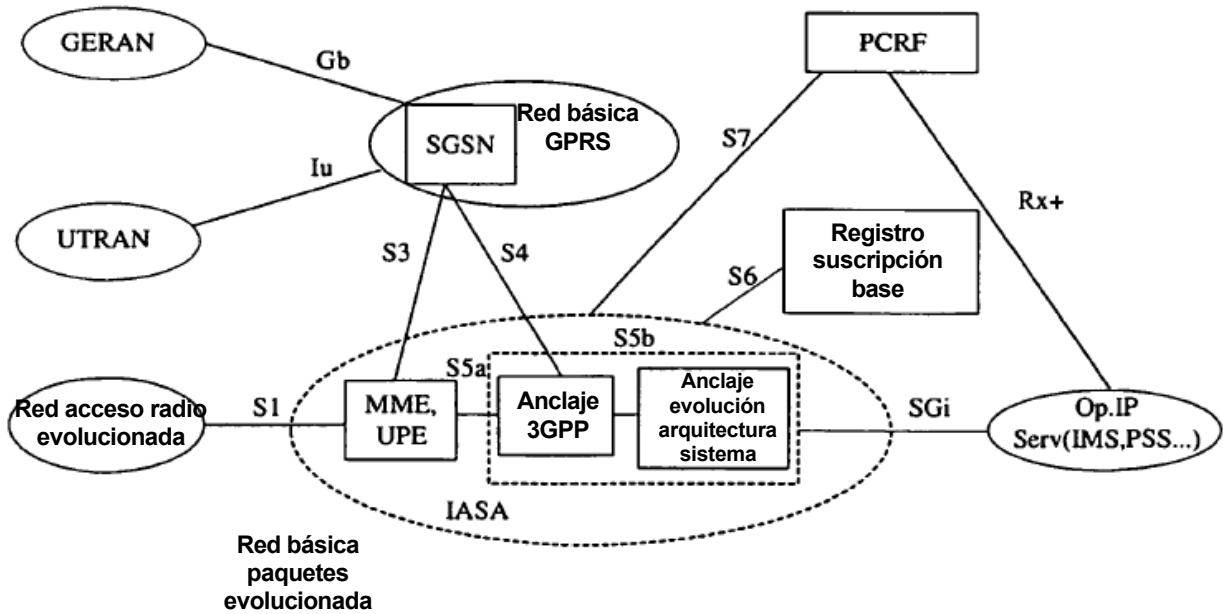 GERAN
Gb
PCRF
Red básica
GPRS
SGSN
S7
Iu
Rx+
UTRAN
S3
S4
Registro
suscripción
base
S6
S5b
S5a
Red acceso radio
evolucionada
S1
MME,
UPE
Anclaje
3GPP
Anclaje
evolución
arquitectura
sistema
SGi
Op.IP
Serv(IMS,PSS...)
IASA
Red básica
paquetes
evolucionada